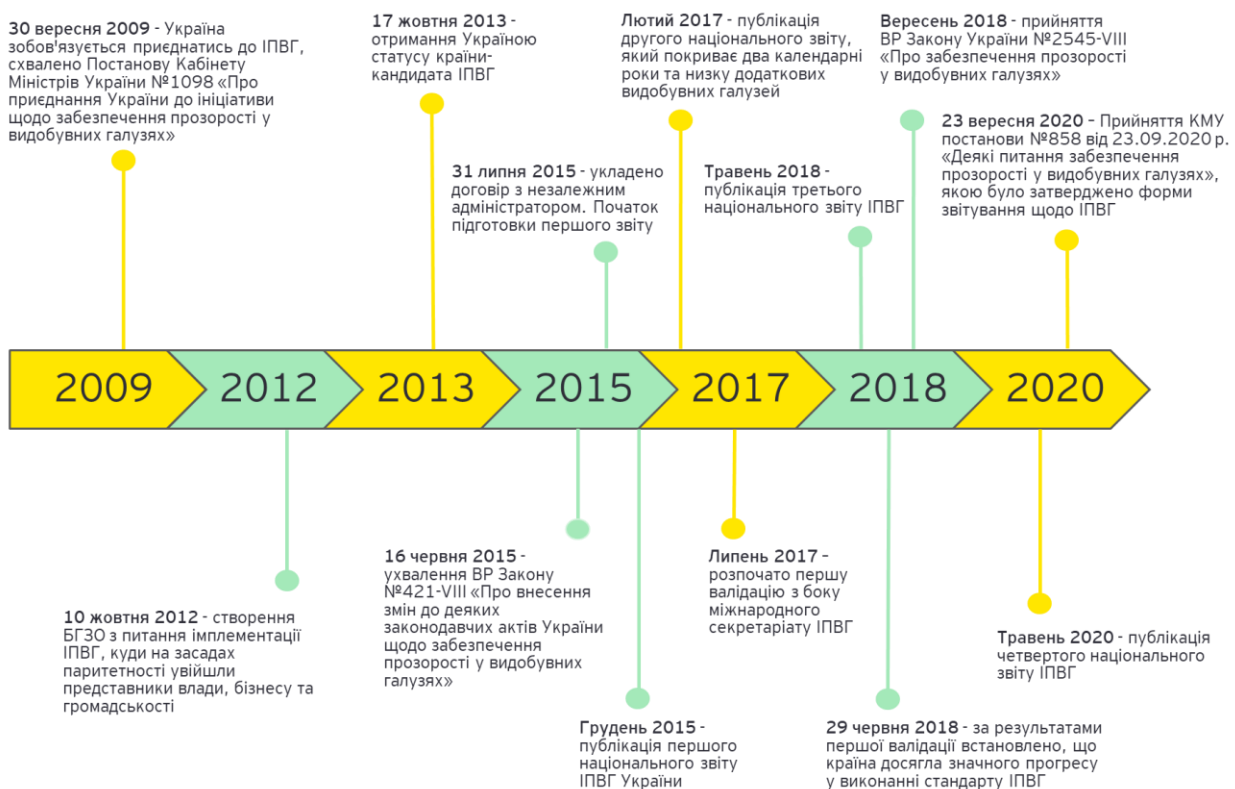 30 вересня 2009 - Україна
зобов'язується приєднатись до ІПВГ,
схвалено Постанову Кабінету
Міністрів України №1098 «Про
приєднання України до ініціативи
щодо забезпечення прозорості у
видобувних галузях»
17 жовтня 2013 -
отримання Україною
статусу країни-
кандидата ІПВГ
31 липня 2015 - укладено
договір з незалежним
адміністратором. Початок
підготовки першого звіту
Лютий 2017 - публікація
другого національного звіту,
який покриває два календарні
роки та низку додаткових
видобувних галузей
Травень 2018 -
публікація третього
національного звіту ІПВГ
Вересень 2018 - прийняття
ВР Закону України №2545-VIII
«Про забезпечення прозорості
у видобувних галузях»
23 вересня 2020 – Прийняття КМУ
постанови №858 від 23.09.2020 р.
«Деякі питання забезпечення
прозорості у видобувних галузях»,
якою було затверджено форми
звітування щодо ІПВГ
2009
2012
2013
2015
2017
2018
2020
10 жовтня 2012 - створення
БГЗО з питання імплементації
ІПВГ, куди на засадах
паритетності увійшли
представники влади, бізнесу та
громадськості
16 червня 2015 -
ухвалення ВР Закону
№421-VIII «Про внесення
змін до деяких
законодавчих актів України
щодо забезпечення
прозорості у видобувних
галузях»
Грудень 2015 -
публікація першого
національного звіту
ІПВГ України
Липень 2017 –
розпочато першу
валідацію з боку
міжнародного
секретаріату ІПВГ
29 червня 2018 - за результатами
першої валідації встановлено, що
країна досягла значного прогресу
у виконанні стандарту ІПВГ
Травень 2020 - публікація
четвертого національного
звіту ІПВГ